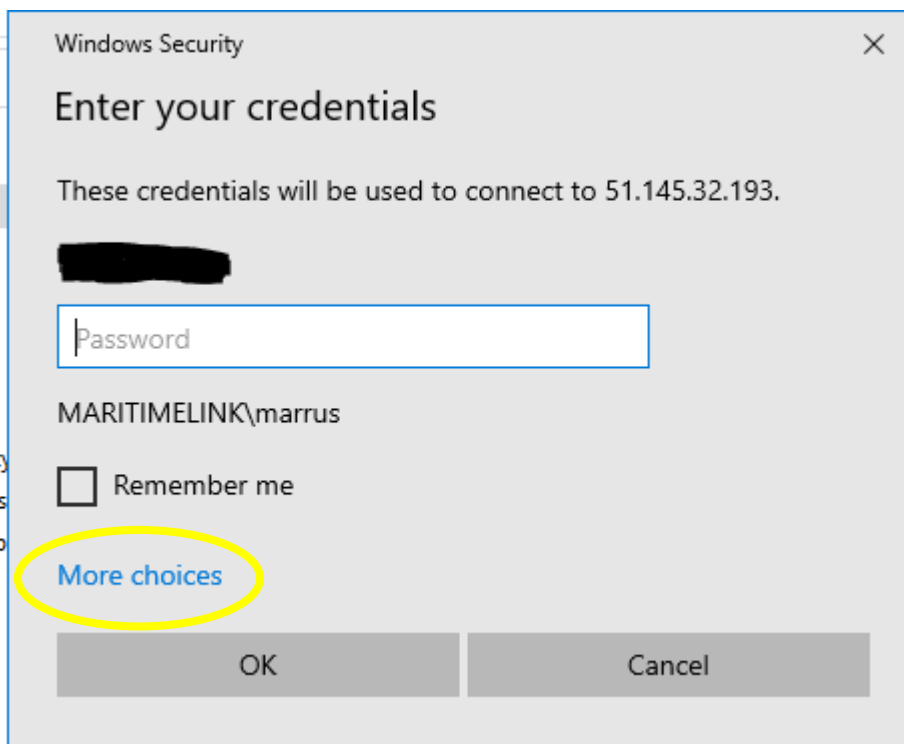 Windows Security
Enter your credentials
These credentials will be used to connect to 51.145.32.193.
Password
MARITIMELINK\marrus
Remember me
More choices
OK
Cancel